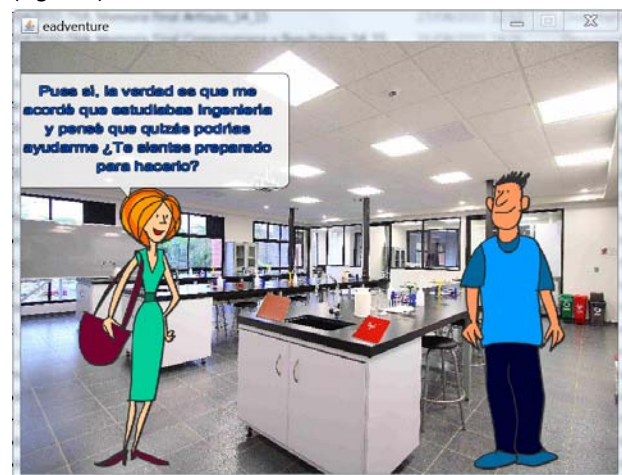 eadventure
Pues si, la verdad es que me
acordé que estudiabas ingeniería
y pensé que quizás podrías
ayudarme ¿Te sientes preparado
para hacerlo?